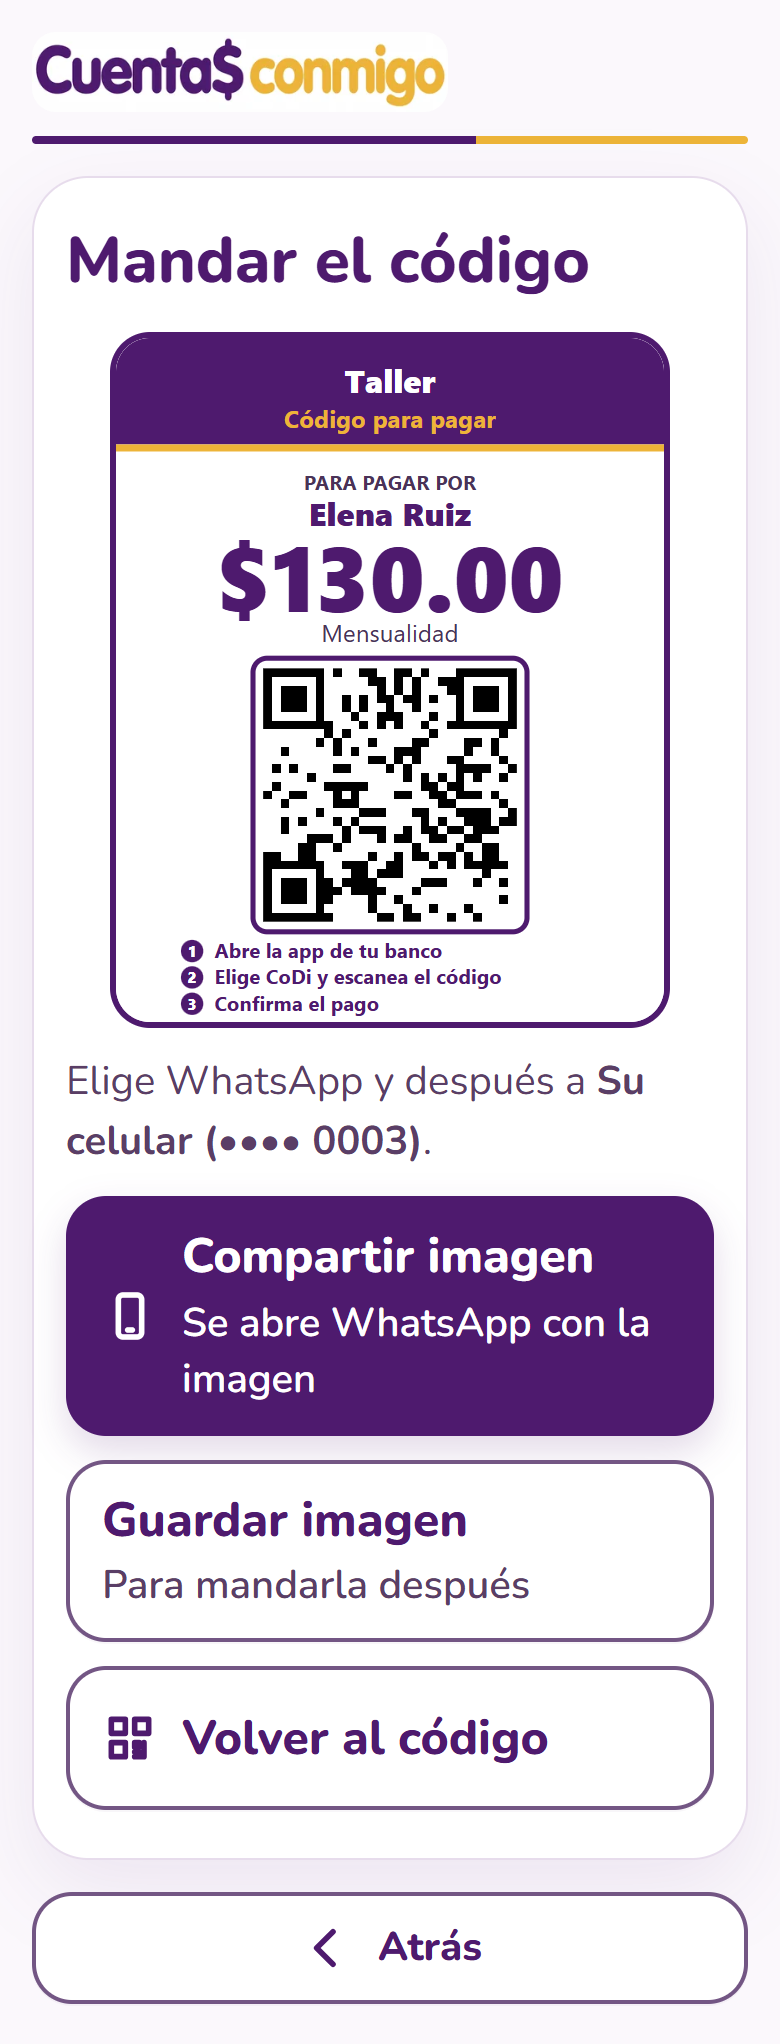 Cuenta$ conmigo
Mandar el código
Taller
Código para pagar
PARA PAGAR POR
Elena Ruiz
$130.00
Mensualidad
1 Abre la app de tu banco
2 Elige CoDi y escanea el código
3 Confirma el pago
Elige WhatsApp y después a Su
celular (•••• 0003).
Compartir imagen
Se abre WhatsApp con la
imagen
Guardar imagen
Para mandarla después
Volver al código
Atrás